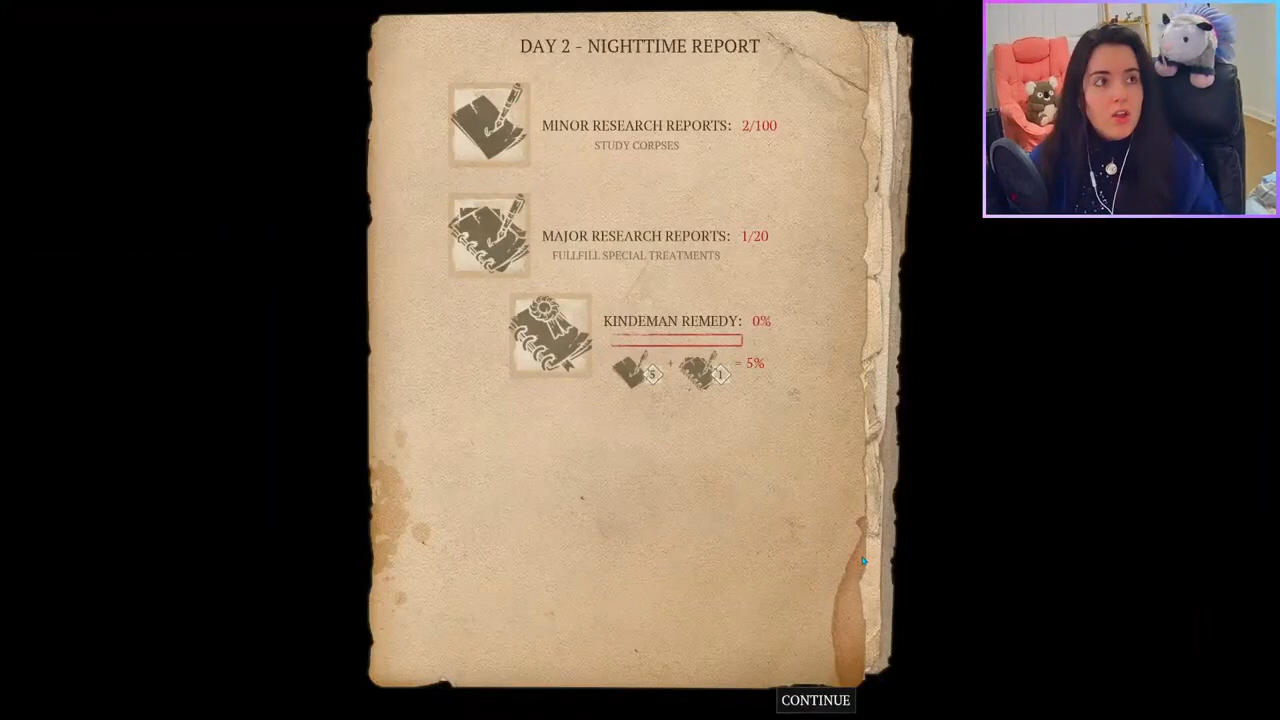 DAY 2 - NIGHTTIME REPORT
MINOR RESEARCH REPORTS: 2/100
STUDY CORPSES
MAJOR RESEARCH REPORTS: 1/20
FULLFILL SPECIAL TREATMENTS
KINDEMAN REMEDY: 0%
5 + 1 = 5%
CONTINUE